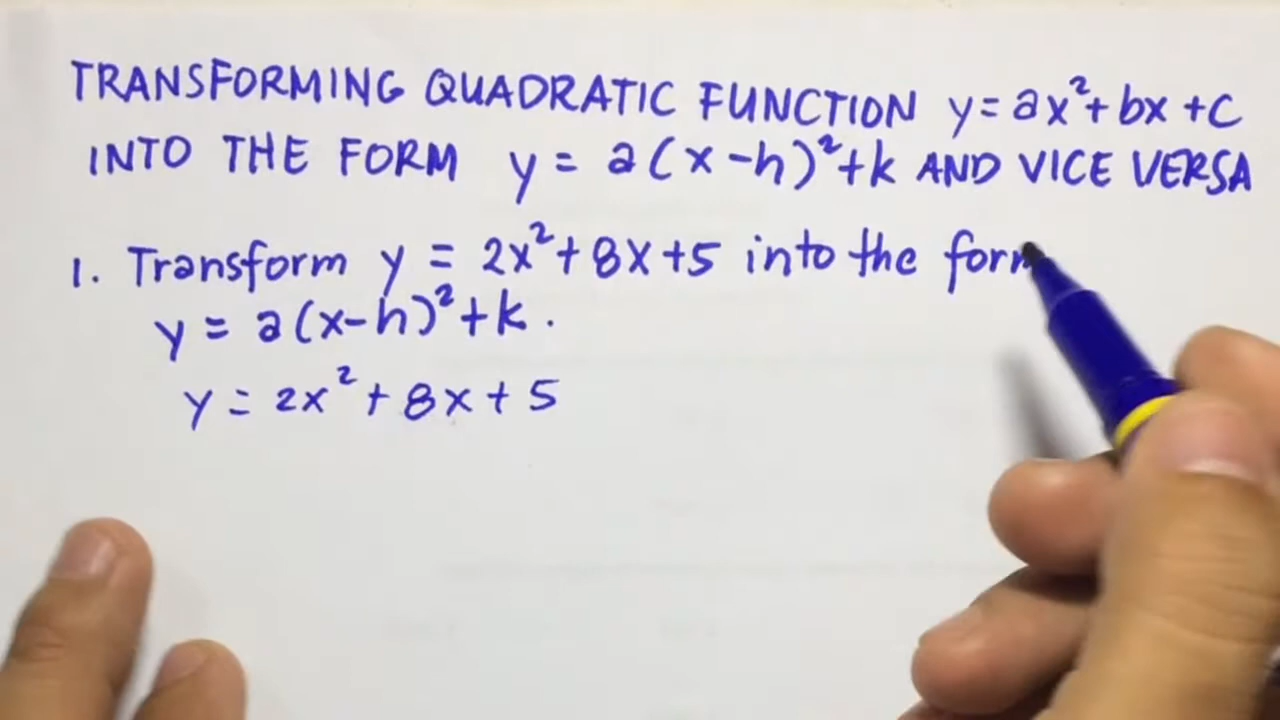 TRANSFORMING QUADRATIC FUNCTION y = ax² + bx + c
INTO THE FORM y = a(x - h)² + k AND VICE VERSA
1. Transform y = 2x² + 8x + 5 into the
y = a(x-h)² + k.
y = 2x² + 8x + 5